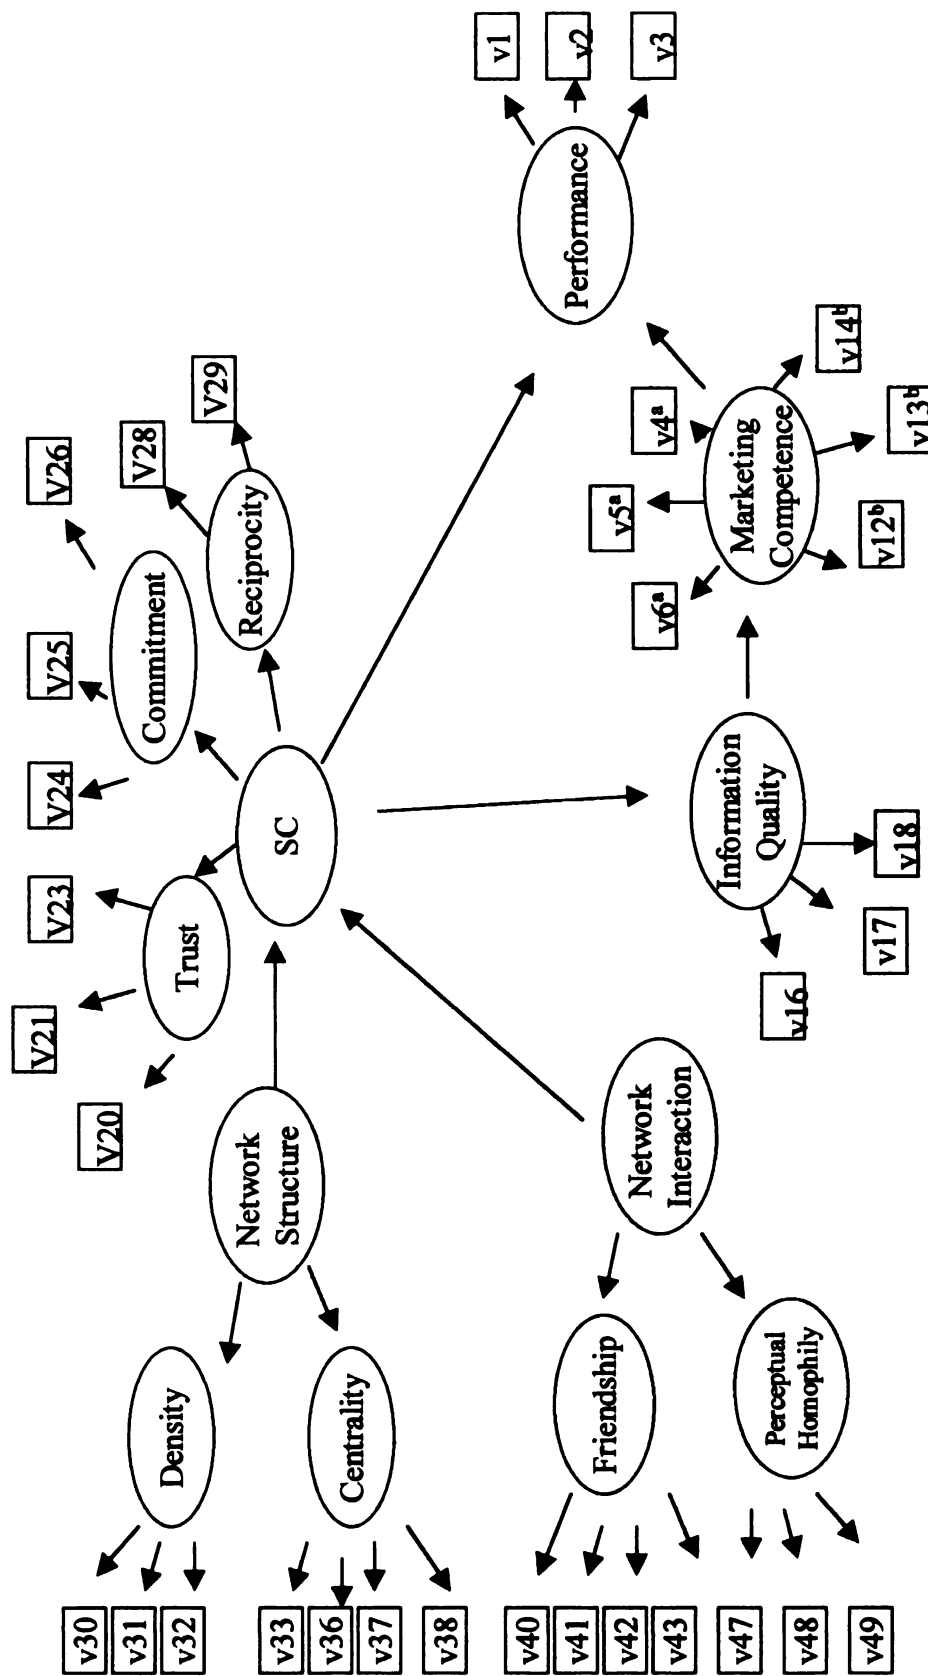 V26
V25
V24
V23
V21
V20
V29
V28
Commitment
Reciprocity
Trust
SC
Network
Structure
Density
Centrality
v30
v31
v32
v33
v36
v37
v38
v1
v2
v3
Performance
v4ᵃ
v5ᵃ
v6ᵃ
Marketing
Competence
v14ᵇ
v13ᵇ
v12ᵇ
Information
Quality
v16
v17
v18
Network
Interaction
Friendship
Perceptual
Homophily
v40
v41
v42
v43
v47
v48
v49